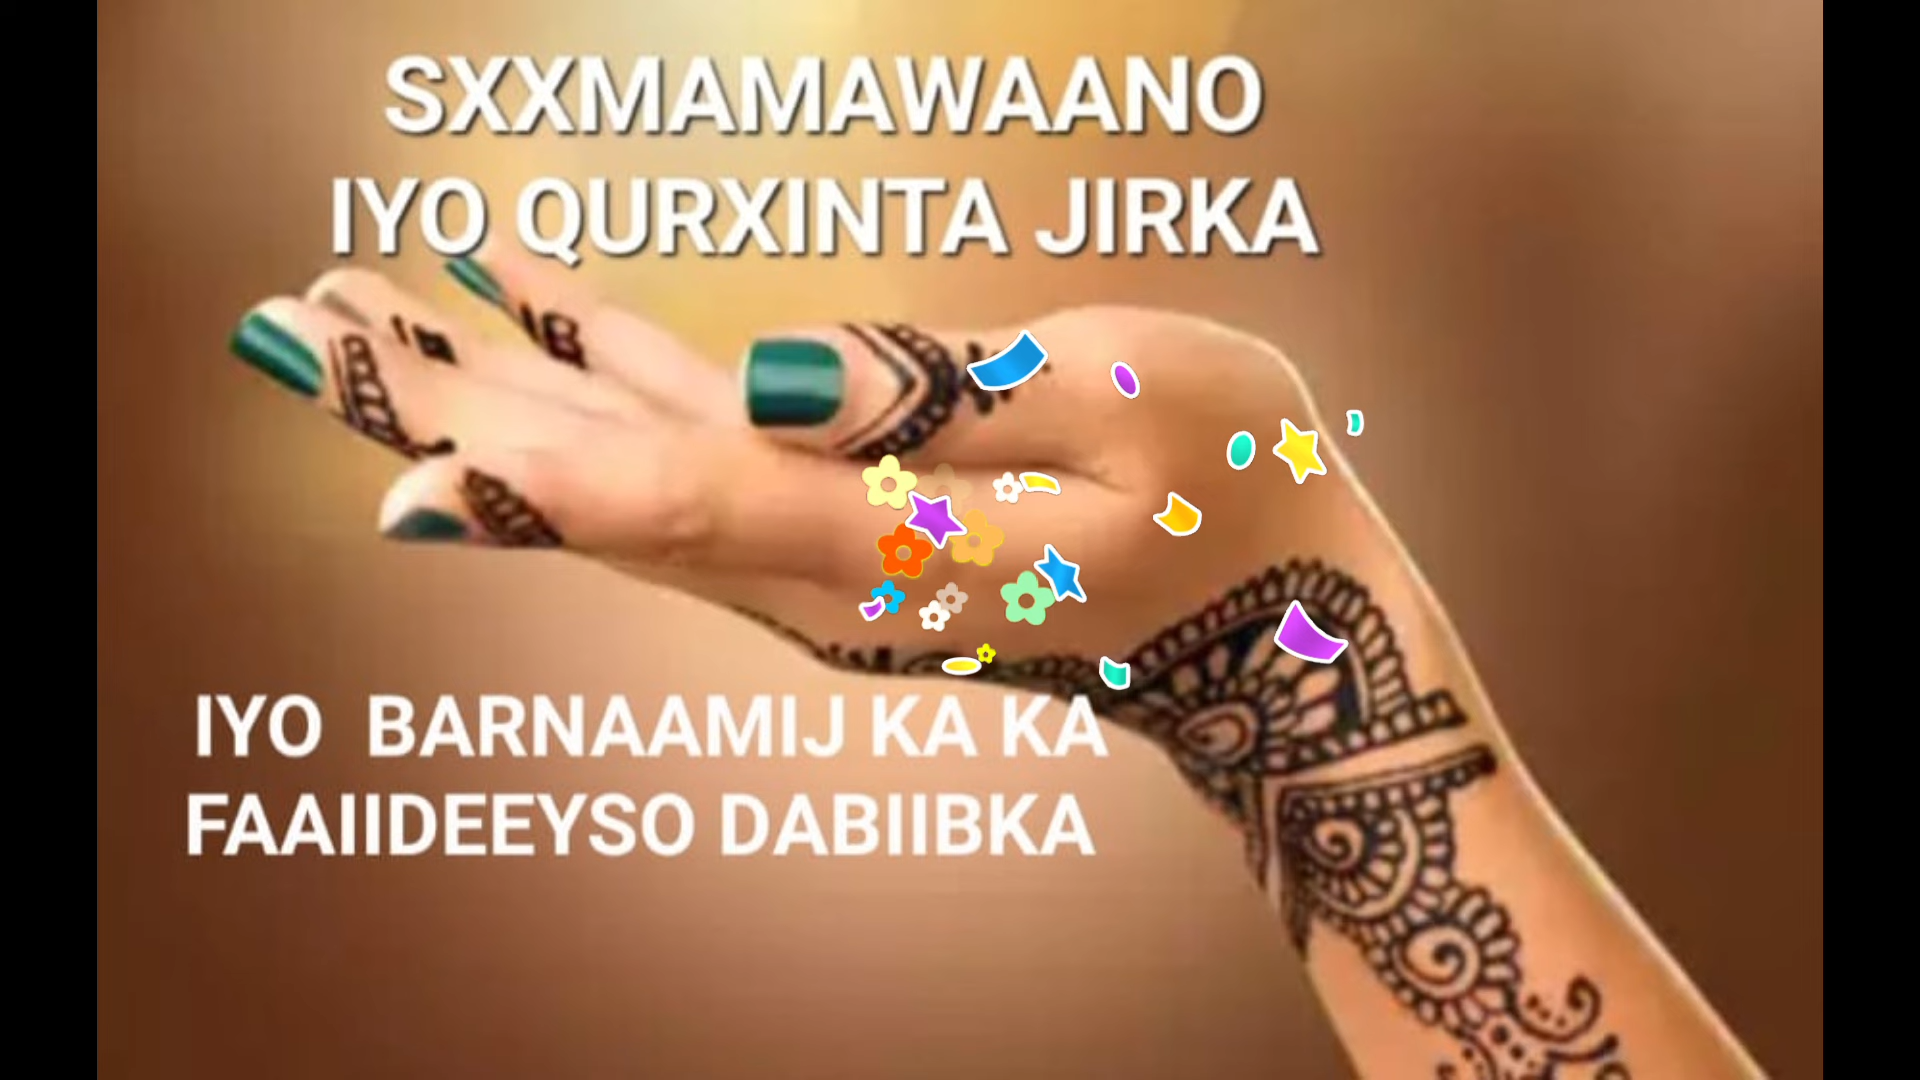 SXXMAMAWAANO
IYO QURXINTA JIRKA
IYO BARNAAMIJ KA KA
FAAIIDEEYSO DABIIBKA